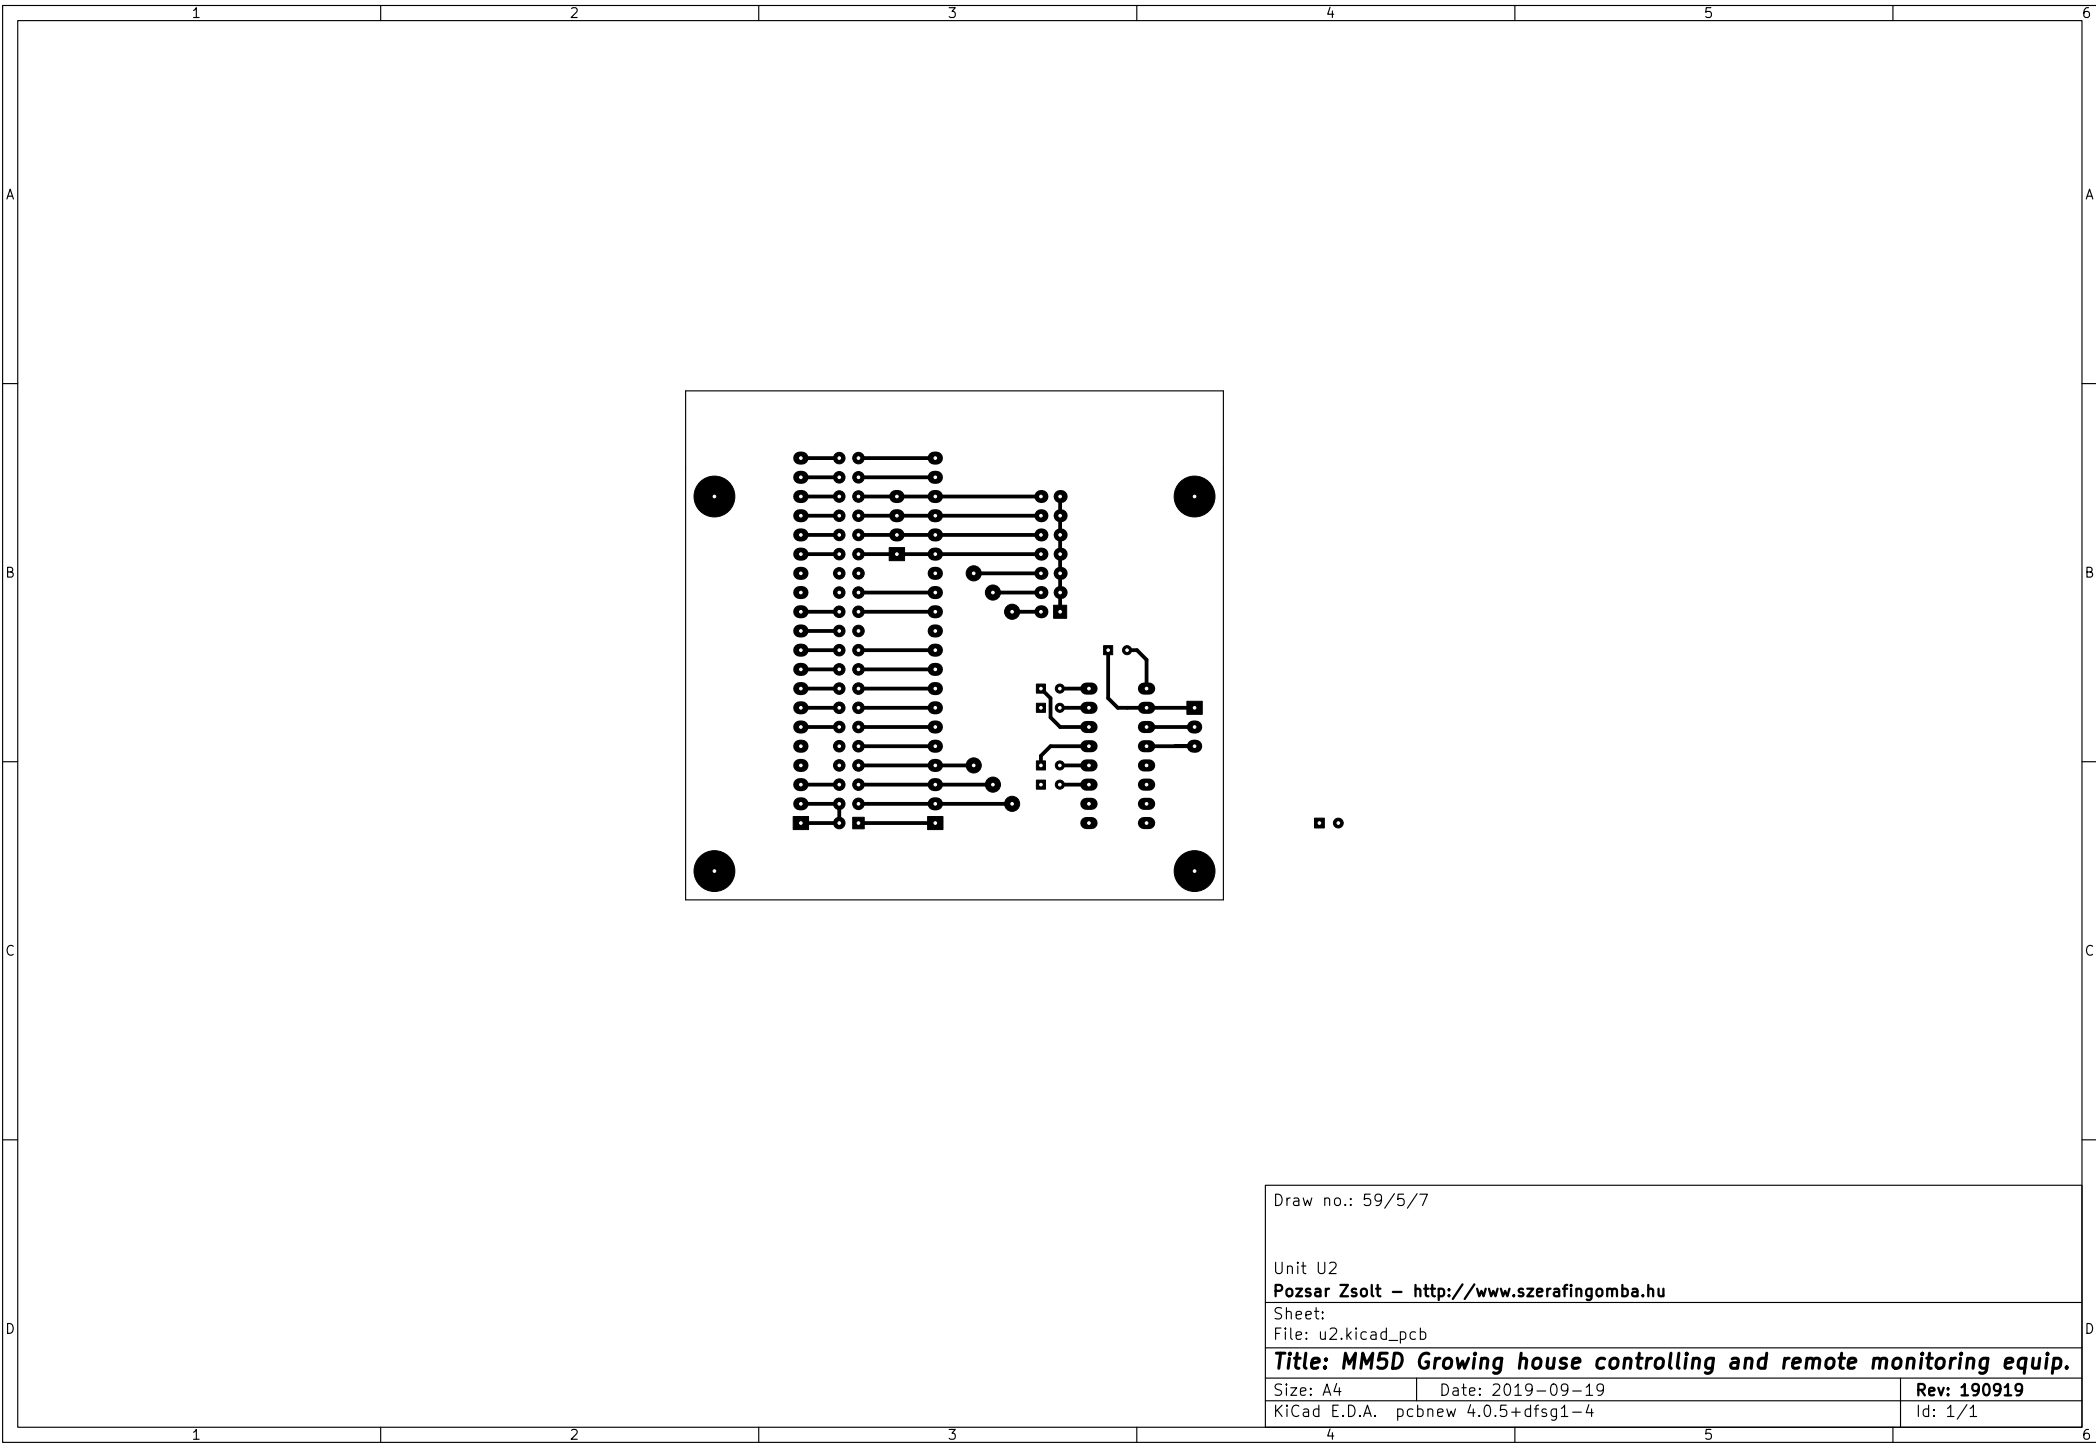 1 2 3 4 5 6
A A
B B
C C
Draw no.: 59/5/7
Unit U2
Pozsar Zsolt – http://www.szerafingomba.hu
Sheet:
D D
File: u2.kicad_pcb
Title: MM5D Growing house controlling and remote monitoring equip.
Size: A4 Date: 2019-09-19 Rev: 190919
KiCad E.D.A. pcbnew 4.0.5+dfsg1-4 Id: 1/1
1 2 3 4 5 6